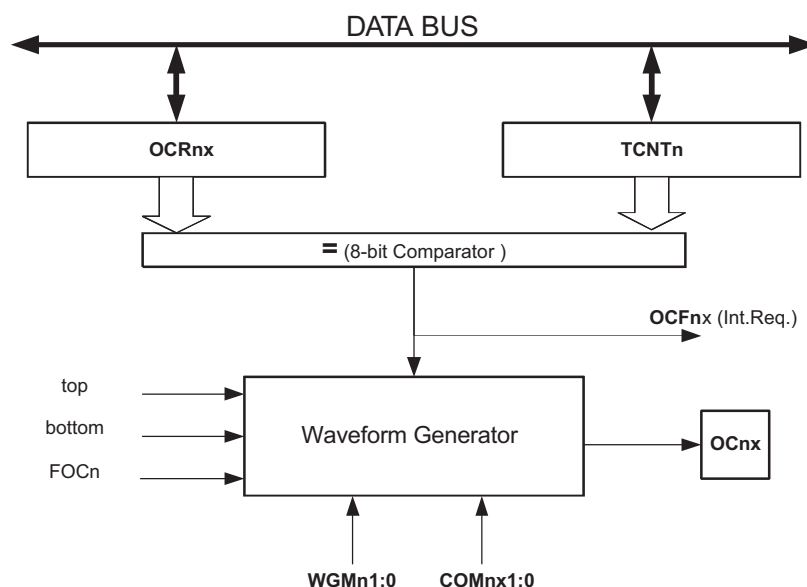 DATA BUS
OCRnx
TCNTn
= (8-bit Comparator )
OCFnx (Int.Req.)
top
bottom
FOCn
Waveform Generator
OCnx
WGMn1:0
COMnx1:0